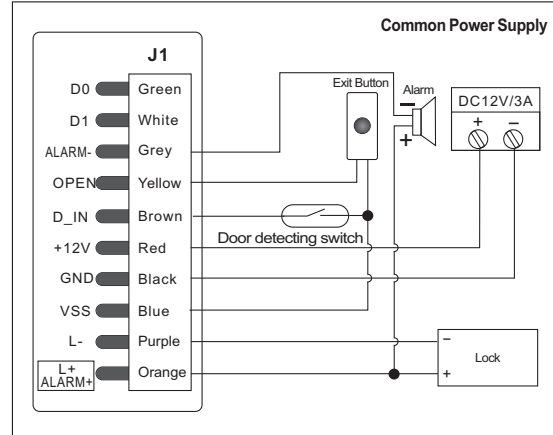 Common Power Supply
J1
D0 Green
D1 White
ALARM- Grey
OPEN Yellow
D_IN Brown
+12V Red
GND Black
VSS Blue
L- Purple
L+
ALARM+
Orange
Exit Button
Alarm
−
+
DC12V/3A
+ −
Door detecting switch
−
Lock
+